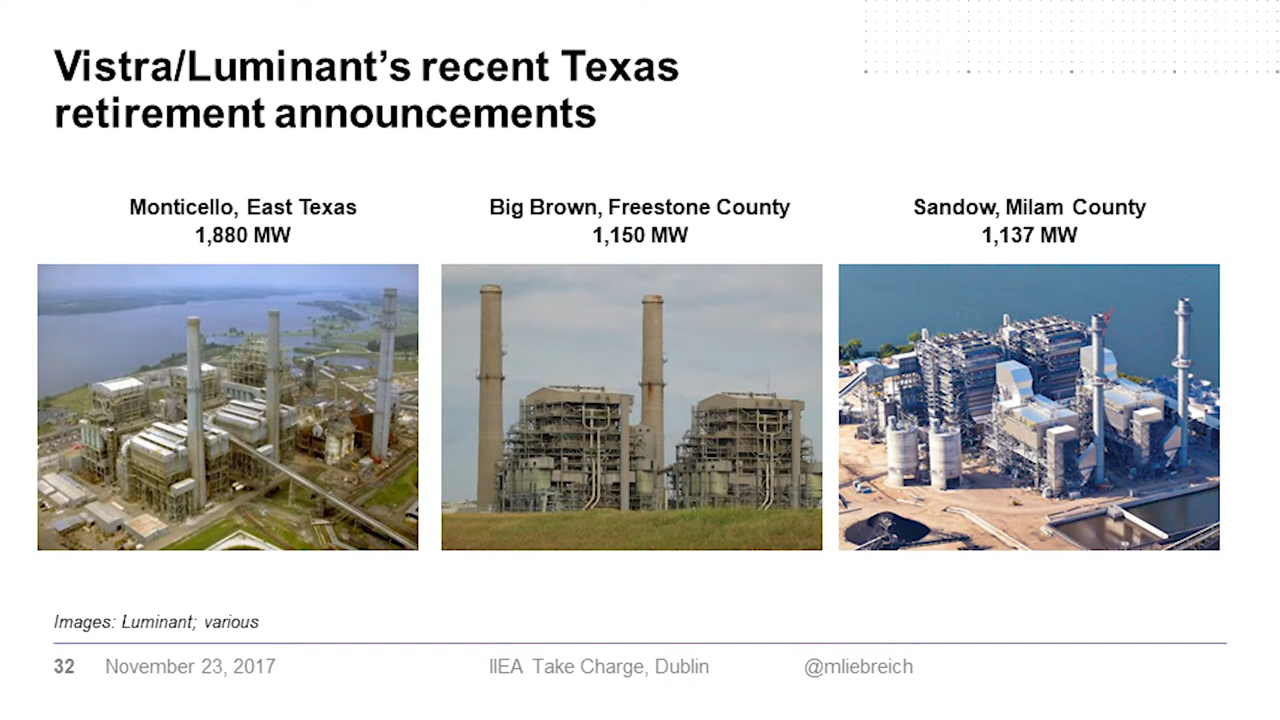 Vistra/Luminant's recent Texas
retirement announcements
Monticello, East Texas
1,880 MW
Big Brown, Freestone County
1,150 MW
Sandow, Milam County
1,137 MW
Images: Luminant; various
32 November 23, 2017 IIEA Take Charge, Dublin @mliebreich